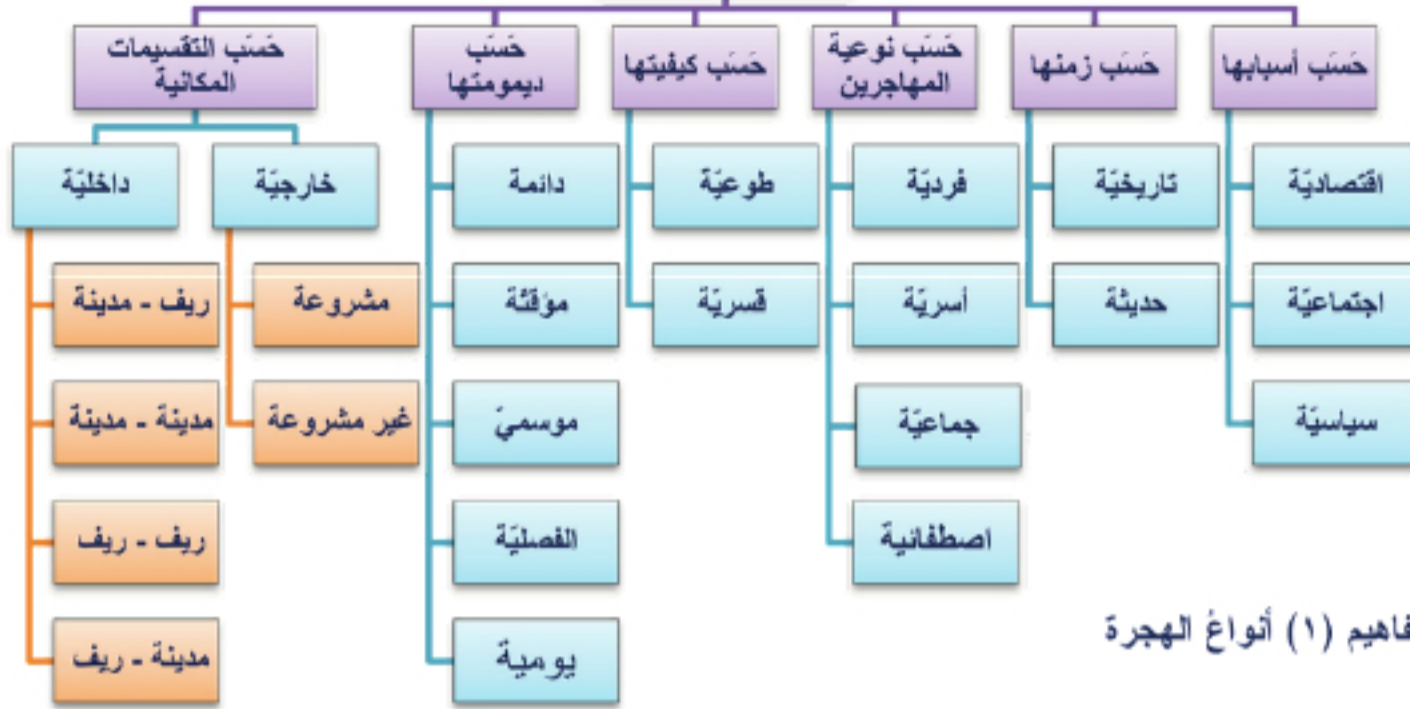 حَسَب أسبابها
اقتصاديّة
اجتماعيّة
سياسيّة
حَسَب زمنها
تاريخيّة
حديثة
حَسَب نوعية
المهاجرين
فرديّة
أسريّة
جماعيّة
اصطفائية
حَسَب كيفيتها
طوعيّة
قسريّة
حَسَب
ديمومتها
دائمة
مؤقتّة
موسميّ
الفصليّة
يومية
حَسَب التقسيمات
المكانية
خارجيّة
مشروعة
غير مشروعة
داخليّة
ريف - مدينة
مدينة - مدينة
ريف - ريف
مدينة - ريف
(١) أنواعُ الهجرة